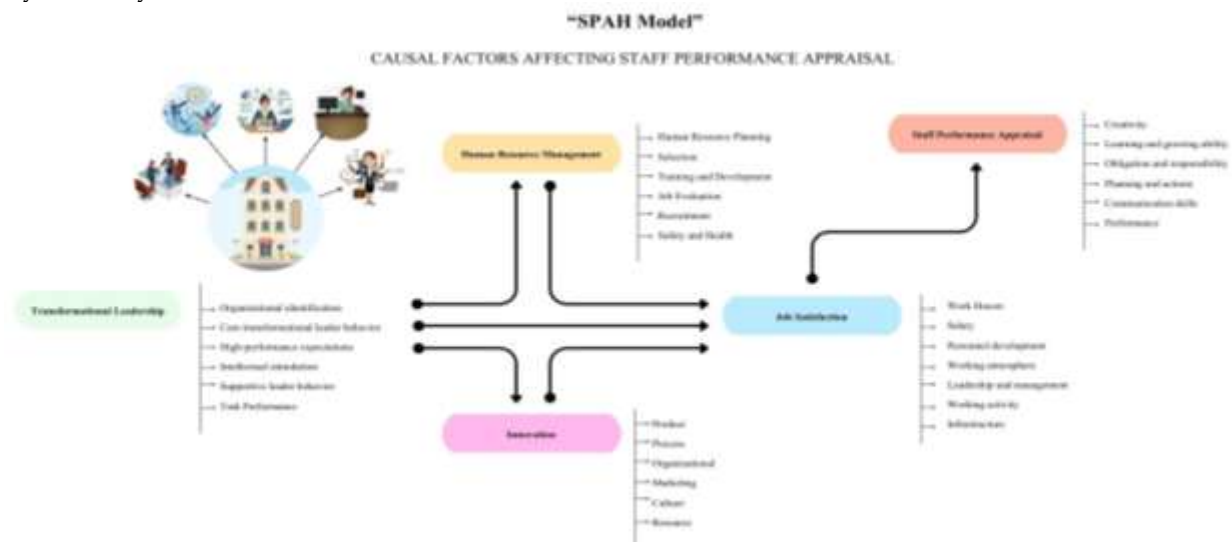 “SPAH Model”
CAUSAL FACTORS AFFECTING STAFF PERFORMANCE APPRAISAL
Human Resource Management
Human Resource Planning
Selection
Training and Development
Job Evaluation
Recruitment
Safety and Health
Staff Performance Appraisal
Creativity
Learning and growing ability
Obligation and responsibility
Planning and actions
Communication skills
Performance
Transformational Leadership
Organizational identification
Core transformational leader behavior
High-performance expectations
Intellectual stimulation
Supportive leader behaviors
Task Performance
Job Satisfaction
Work
Personnel development
Working atmosphere
Leadership and management
Working activity
Infrastructure
Innovation
Product
Process
Organizational
Marketing
Culture
Resource